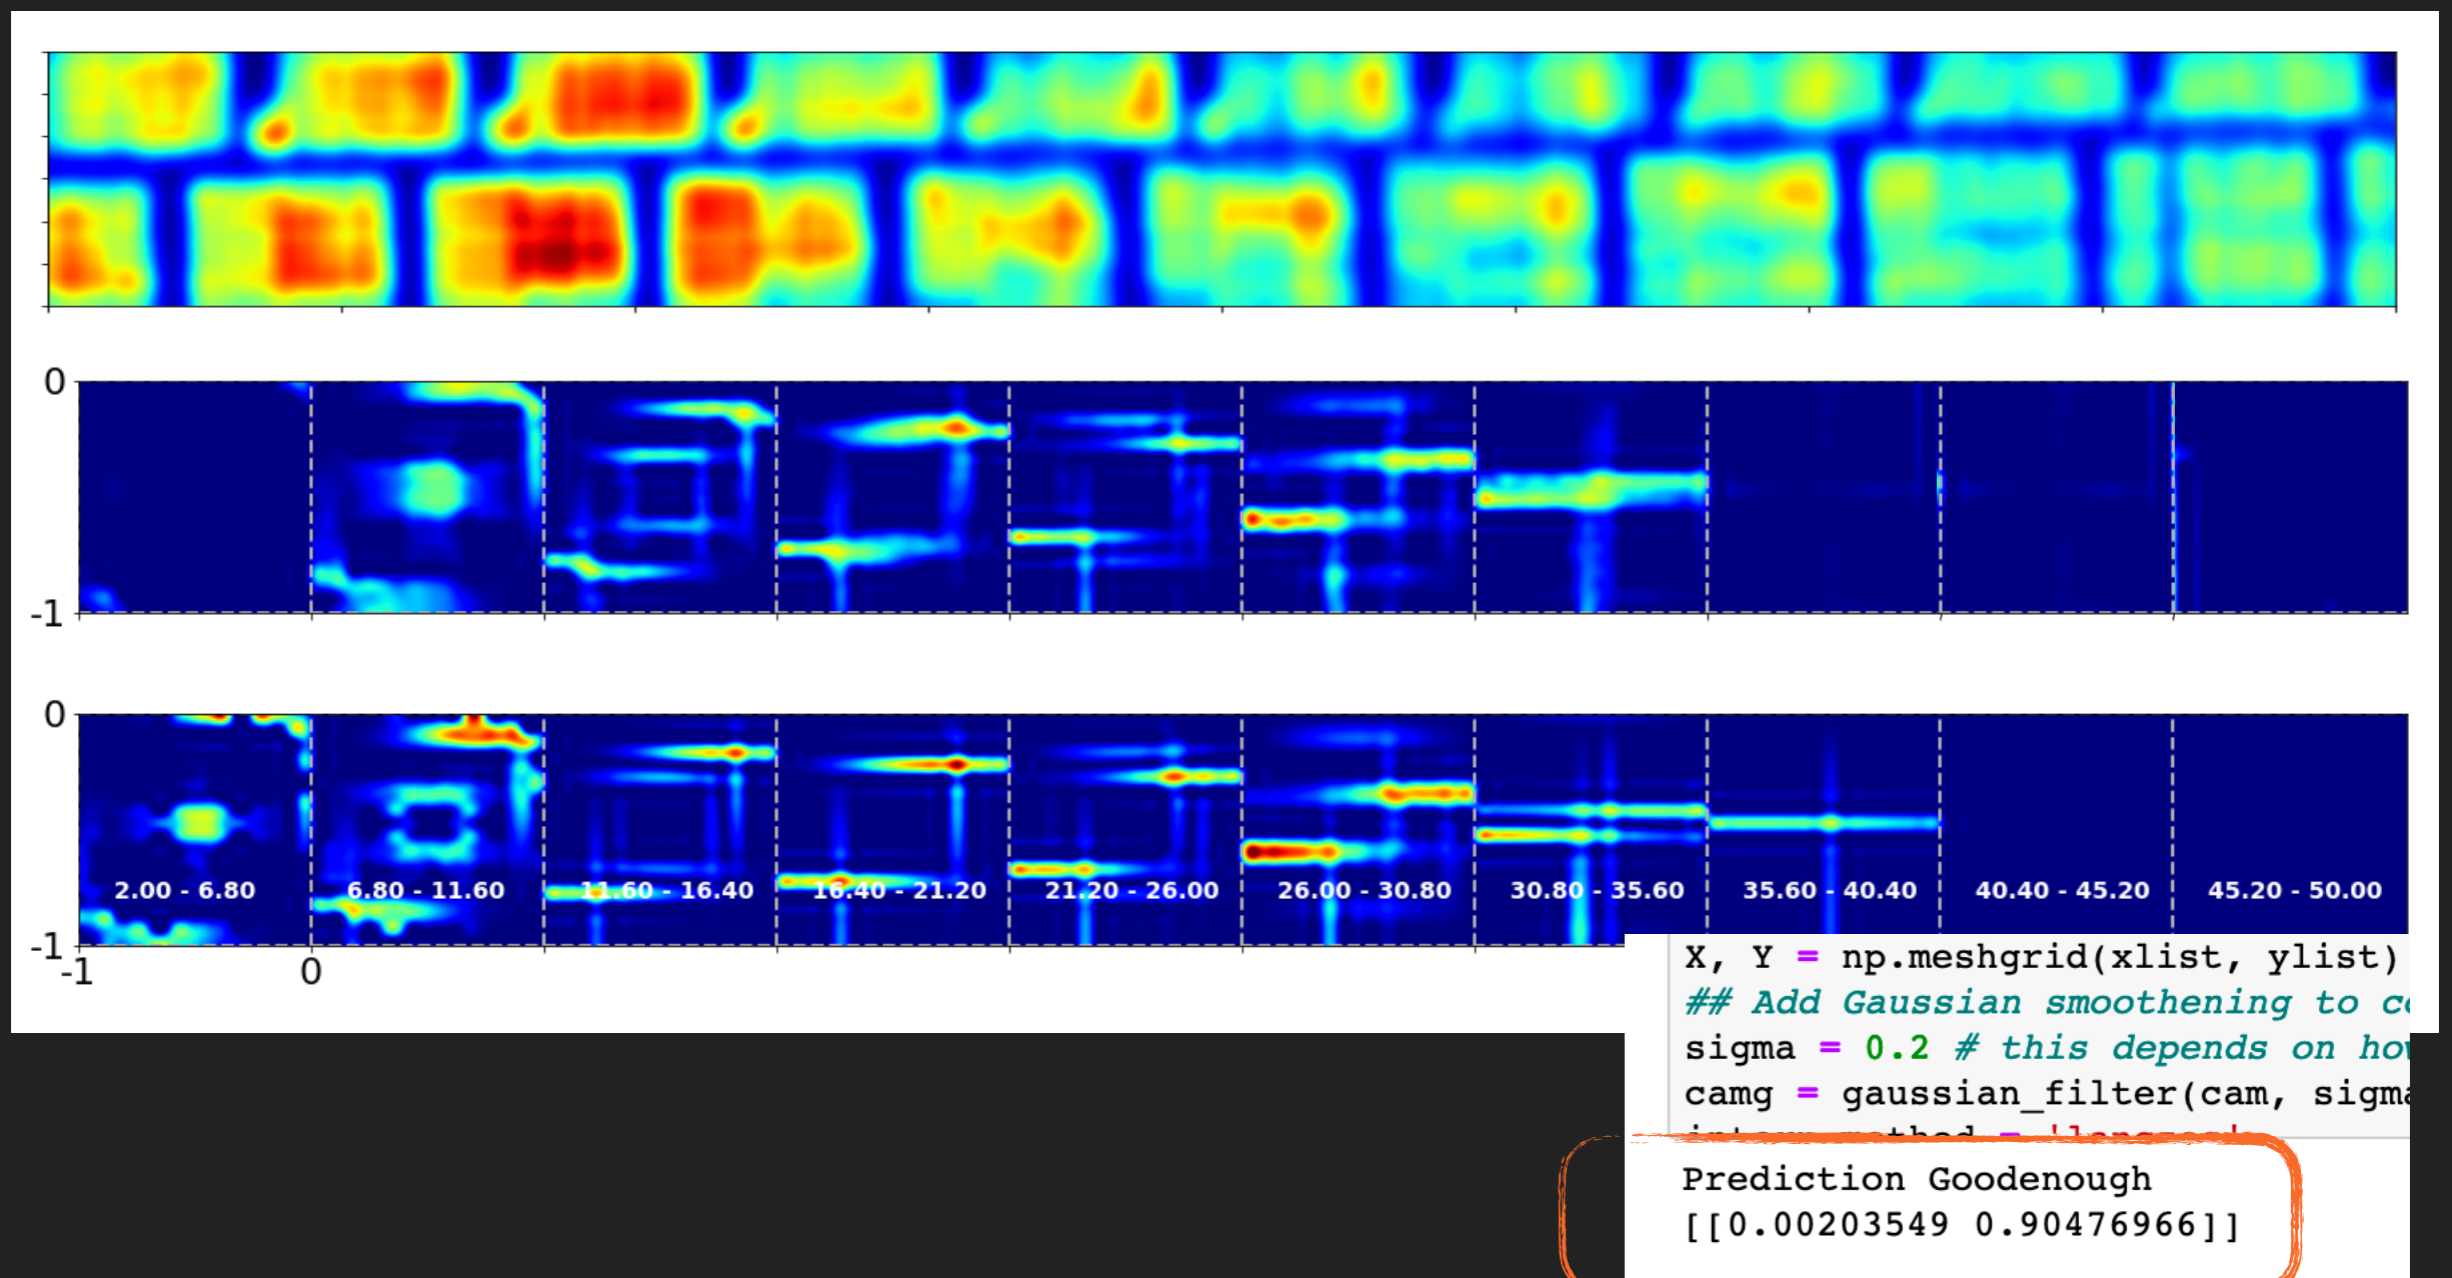 0
-1
0
2.00 - 6.80 6.80 - 11.60 11.60 - 16.40 16.40 - 21.20 21.20 - 26.00 26.00 - 30.80 30.80 - 35.60 35.60 - 40.40 40.40 - 45.20 45.20 - 50.00
-1
-1 0
X, Y = np.meshgrid(xlist, ylist)
## Add Gaussian smoothening to
sigma = 0.2 # this depends on
camg = gaussian_filter(cam,
Prediction Goodenough
[[0.00203549 0.90476966]]